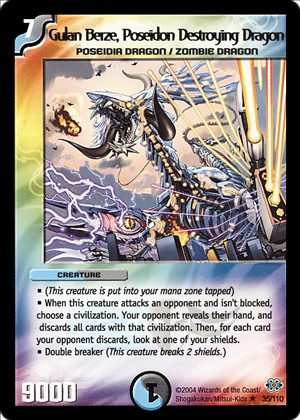 7
Gulan Berze, Poseidon Destroying Dragon
POSEIDIA DRAGON / ZOMBIE DRAGON
CREATURE
• (This creature is put into your mana zone tapped)
• When this creature attacks an opponent and isn't blocked,
choose a civilization. Your opponent reveals their hand, and
discards all cards with that civilization. Then, for each card
your opponent discards, look at one of your opponent's
shields.
• Double breaker (This creature breaks 2 shields.)
9000
1
©2004 Wizards of the Coast/
Shogakukan/Mitsui-Kids ★ 35/110